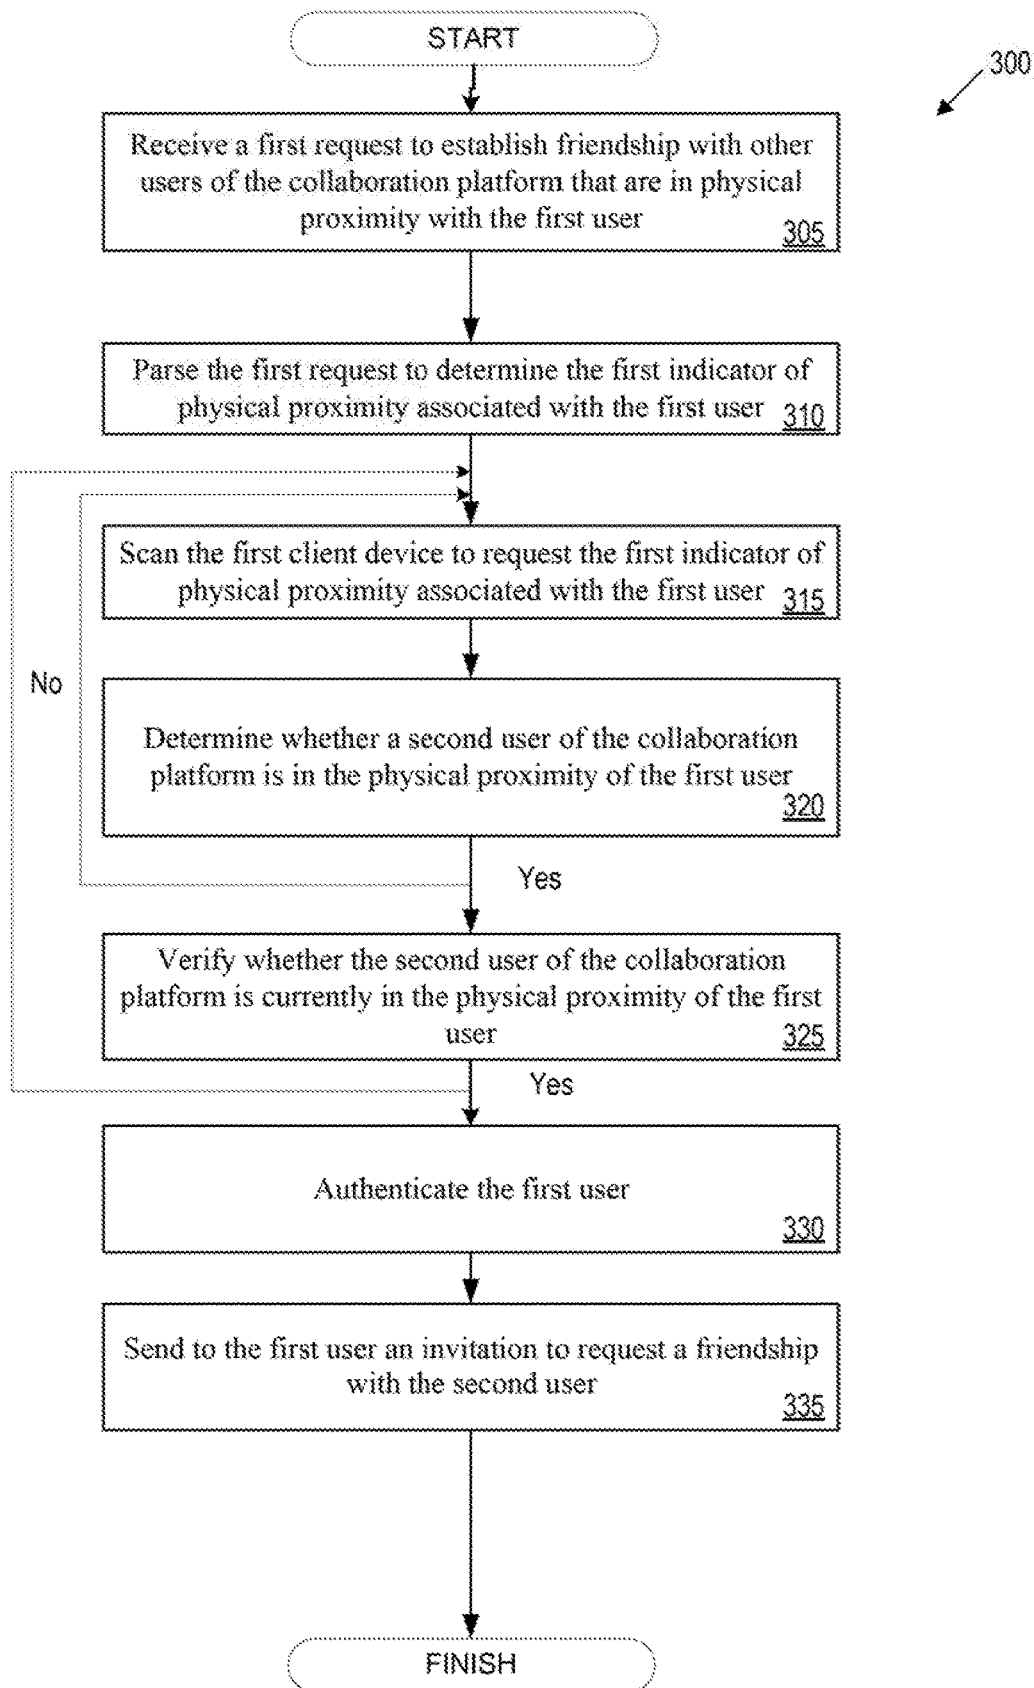 START
300
Receive a first request to establish friendship with other
users of the collaboration platform that are in physical
proximity with the first user
305
Parse the first request to determine the first indicator of
physical proximity associated with the first user
310
Scan the first client device to request the first indicator of
physical proximity associated with the first user
315
No
Determine whether a second user of the collaboration
platform is in the physical proximity of the first user
320
Yes
Verify whether the second user of the collaboration
platform is currently in the physical proximity of the first
user
325
Yes
Authenticate the first user
330
Send to the first user an invitation to request a friendship
with the second user
335
FINISH